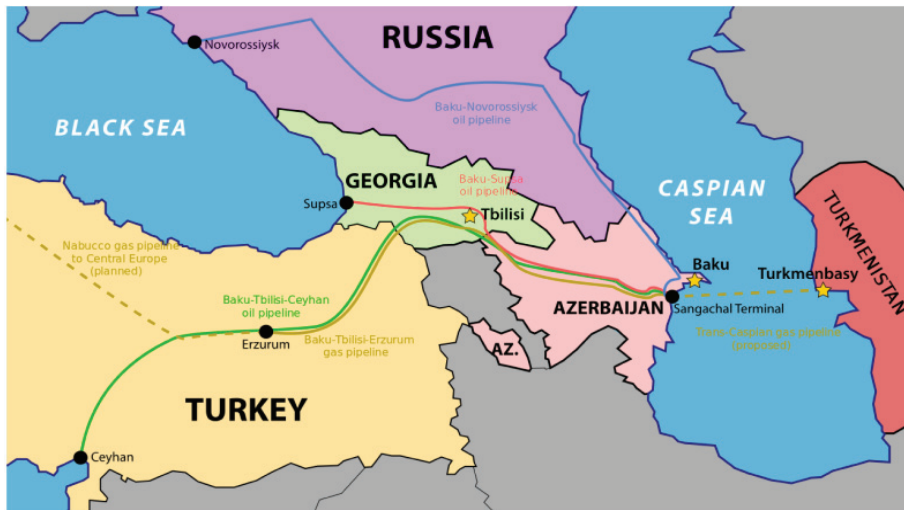 Novorossiysk
RUSSIA
Baku-Novorossiysk
oil pipeline
BLACK SEA
GEORGIA
Baku-Supsa
oil pipeline
CASPIAN
SEA
Supsa
Tbilisi
TURKMENISTAN
Nabucco gas pipeline
to Central Europe
(planned)
Baku
Turkmenbasy
Baku-Tbilisi-Ceyhan
oil pipeline
AZERBAIJAN
Sangachal Terminal
Erzurum
Baku-Tbilisi-Erzurum
gas pipeline
Trans-Caspian gas pipeline
(proposed)
AZ.
TURKEY
Ceyhan